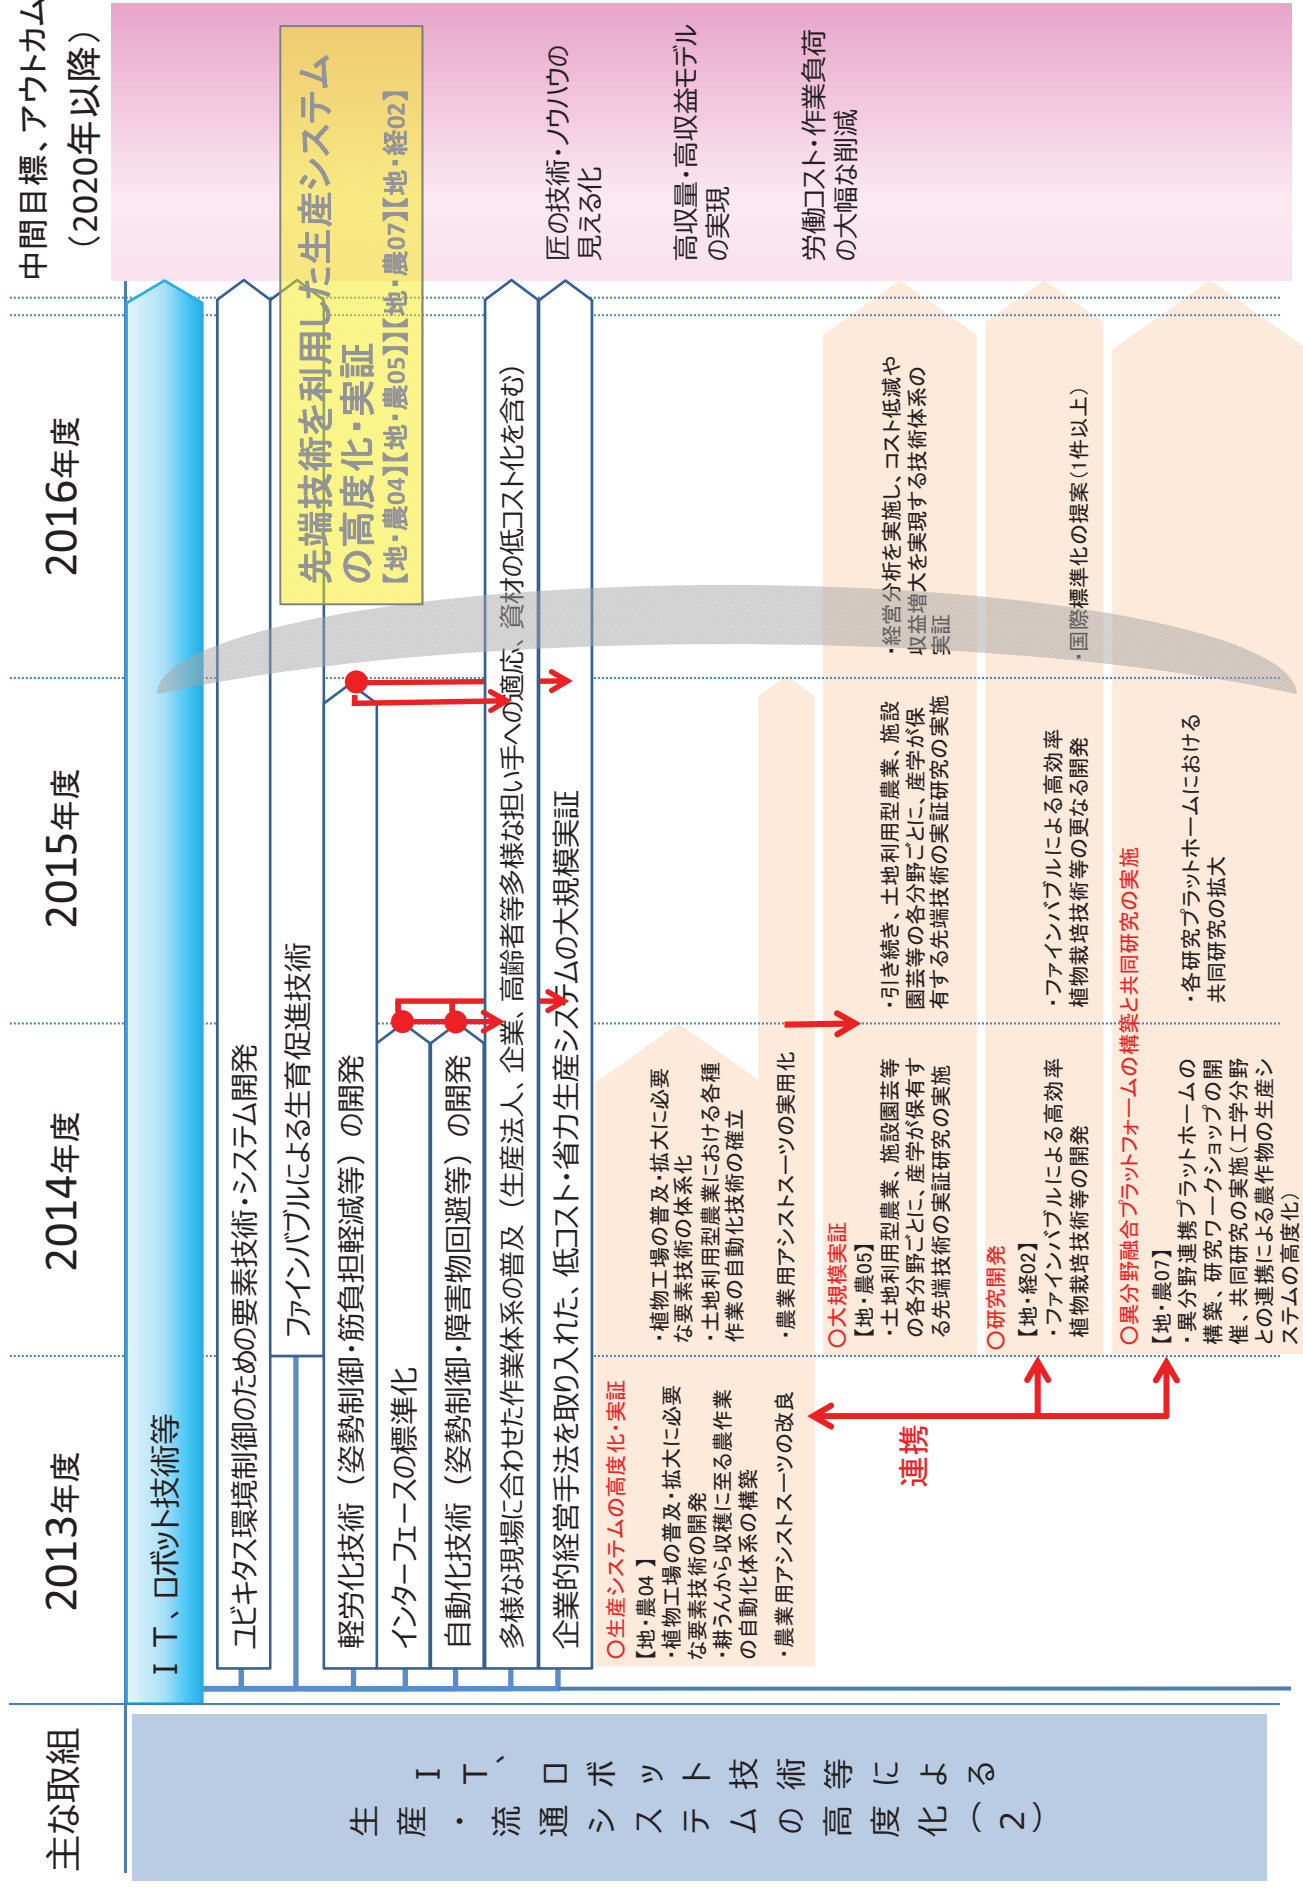 主な取組
2013年度
2014年度
2015年度
2016年度
中間目標、アウトカム
（2020年以降）
ＩＴ、ロボット技術等による
生産・流通システムの高度化（２）
ＩＴ、ロボット技術等
ユビキタス環境制御のための要素技術・システム開発
ファインバブルによる生育促進技術
軽労化技術（姿勢制御・筋負担軽減等）の開発
インターフェースの標準化
自動化技術（姿勢制御・障害物回避等）の開発
多様な現場に合わせた作業体系の普及（生産法人、企業、高齢者等多様な担い手への適応、資材の低コスト化を含む）
企業的経営手法を取り入れた、低コスト・省力生産システムの大規模実証
先端技術を利用した生産システム
の高度化・実証
【地・農04】【地・農05】】【地・農07】【地・経02】
匠の技術・ノウハウの
見える化
高収量・高収益モデル
の実現
労働コスト・作業負荷
の大幅な削減
○生産システムの高度化・実証
【地・農04 】
・植物工場の普及・拡大に必要
な要素技術の開発
・耕うんから収穫に至る農作業
の自動化体系の構築
・農業用アシストスーツの改良
・植物工場の普及・拡大に必要
な要素技術の体系化
・土地利用型農業における各種
作業の自動化技術の確立
・農業用アシストスーツの実用化
○大規模実証
【地・農05】
・土地利用型農業、施設園芸等
の各分野ごとに、産学が保有す
る先端技術の実証研究の実施
・引き続き、土地利用型農業、施設
園芸等の各分野ごとに、産学が保
有する先端技術の実証研究の実施
・経営分析を実施し、コスト低減や
収益増大を実現する技術体系の
実証
○研究開発
【地・経02】
・ファインバブルによる高効率
植物栽培技術等の開発
・ファインバブルによる高効率
植物栽培技術等の更なる開発
・国際標準化の提案（1件以上）
○異分野融合プラットフォームの構築と共同研究の実施
【地・農07】
・異分野連携プラットホームの
構築、研究ワークショップの開
催、共同研究の実施（工学分野
との連携による農作物の生産シ
ステムの高度化）
・各研究プラットホームにおける
共同研究の拡大
連携